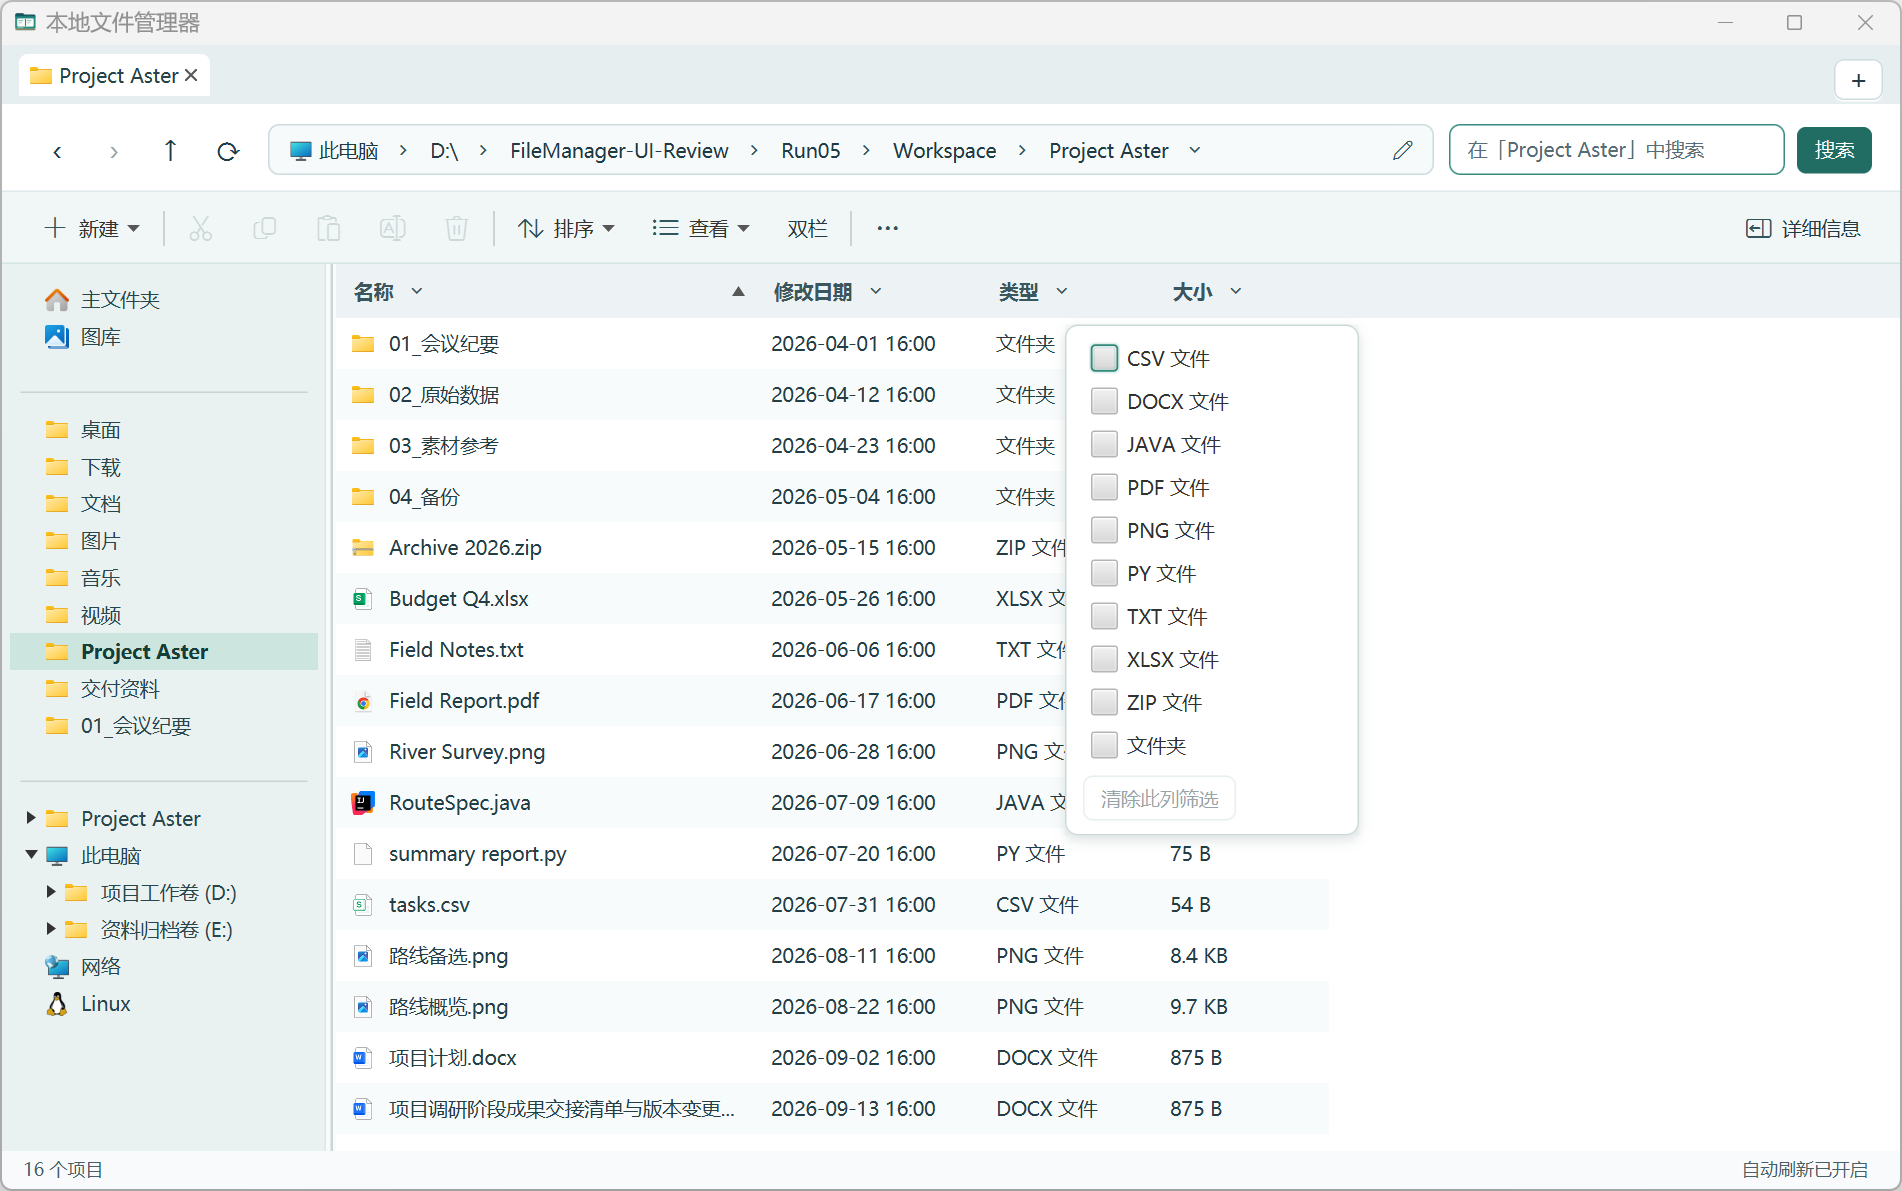 本地文件管理器
Project Aster
此电脑 D:\ FileManager-UI-Review Run05 Workspace Project Aster
在「Project Aster」中搜索
搜索
新建 排序 查看 双栏 ... 详细信息
主文件夹
图库
桌面
下载
文档
图片
音乐
视频
Project Aster
交付资料
01_会议纪要
Project Aster
此电脑
项目工作卷 (D:)
资料归档卷 (E:)
网络
Linux
名称 修改日期 类型 大小
01_会议纪要 2026-04-01 16:00 文件夹
02_原始数据 2026-04-12 16:00 文件夹
03_素材参考 2026-04-23 16:00 文件夹
04_备份 2026-05-04 16:00 文件夹
Archive 2026.zip 2026-05-15 16:00 ZIP 文件
Budget Q4.xlsx 2026-05-26 16:00 XLSX 文
Field Notes.txt 2026-06-06 16:00 TXT 文件
Field Report.pdf 2026-06-17 16:00 PDF 文件
River Survey.png 2026-06-28 16:00 PNG 文
RouteSpec.java 2026-07-09 16:00 JAVA 文
summary report.py 2026-07-20 16:00 PY 文件 75 B
tasks.csv 2026-07-31 16:00 CSV 文件 54 B
路线备选.png 2026-08-11 16:00 PNG 文件 8.4 KB
路线概览.png 2026-08-22 16:00 PNG 文件 9.7 KB
项目计划.docx 2026-09-02 16:00 DOCX 文件 875 B
项目调研阶段成果交接清单与版本变更... 2026-09-13 16:00 DOCX 文件 875 B
CSV 文件
DOCX 文件
JAVA 文件
PDF 文件
PNG 文件
PY 文件
TXT 文件
XLSX 文件
ZIP 文件
文件夹
清除此列筛选
16 个项目
自动刷新已开启